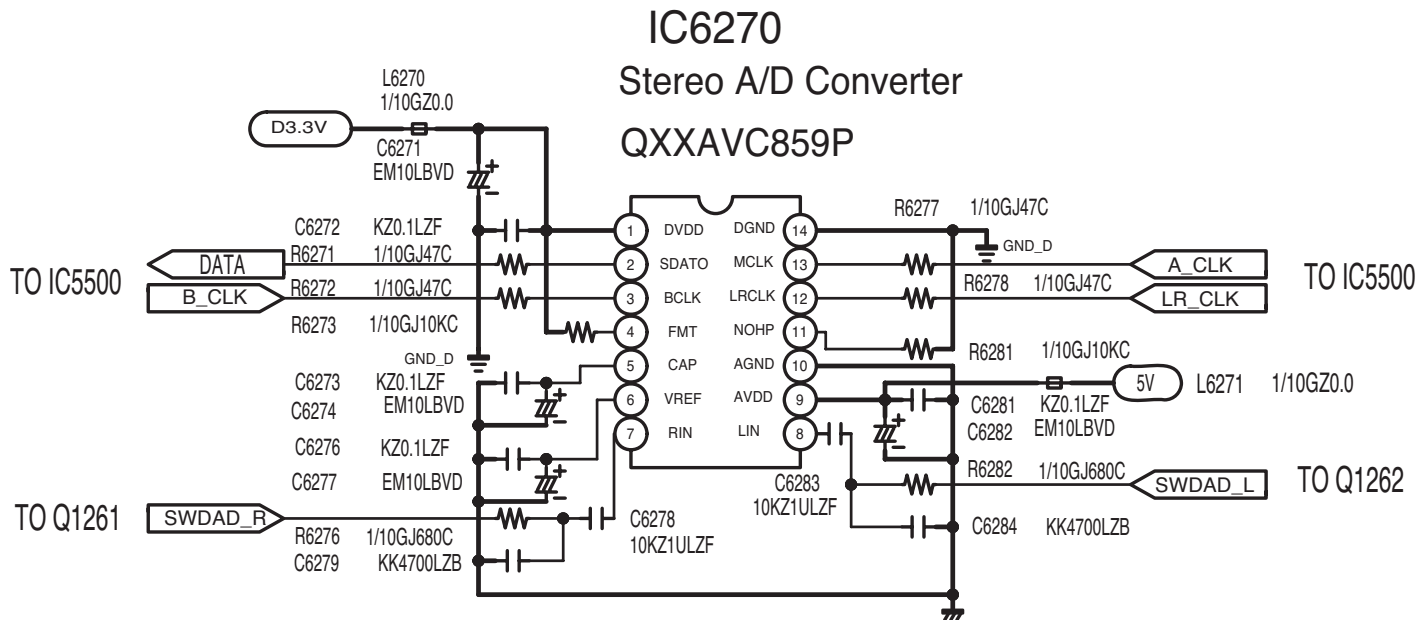 IC6270
Stereo A/D Converter
QXXAVC859P
L6270
1/10GZ0.0
D3.3V
C6271
EM10LBVD
+
–
C6272 KZ0.1LZF
R6271 1/10GJ47C
R6272 1/10GJ47C
R6273 1/10GJ10KC
GND_D
TO IC5500
DATA
B_CLK
1 DVDD DGND 14
2 SDATO MCLK 13
3 BCLK LRCLK 12
4 FMT NOHP 11
5 CAP AGND 10
6 VREF AVDD 9
7 RIN LIN 8
R6277 1/10GJ47C
GND_D
A_CLK
TO IC5500
R6278 1/10GJ47C
LR_CLK
R6281 1/10GJ10KC
5V
L6271 1/10GZ0.0
C6273 KZ0.1LZF
C6274 EM10LBVD
+
–
C6276 KZ0.1LZF
C6277 EM10LBVD
+
–
C6281 KZ0.1LZF
C6282 EM10LBVD
+
–
R6282 1/10GJ680C
SWDAD_L
TO Q1262
C6283
10KZ1ULZF
C6284 KK4700LZB
TO Q1261
SWDAD_R
R6276 1/10GJ680C
C6279 KK4700LZB
C6278
10KZ1ULZF